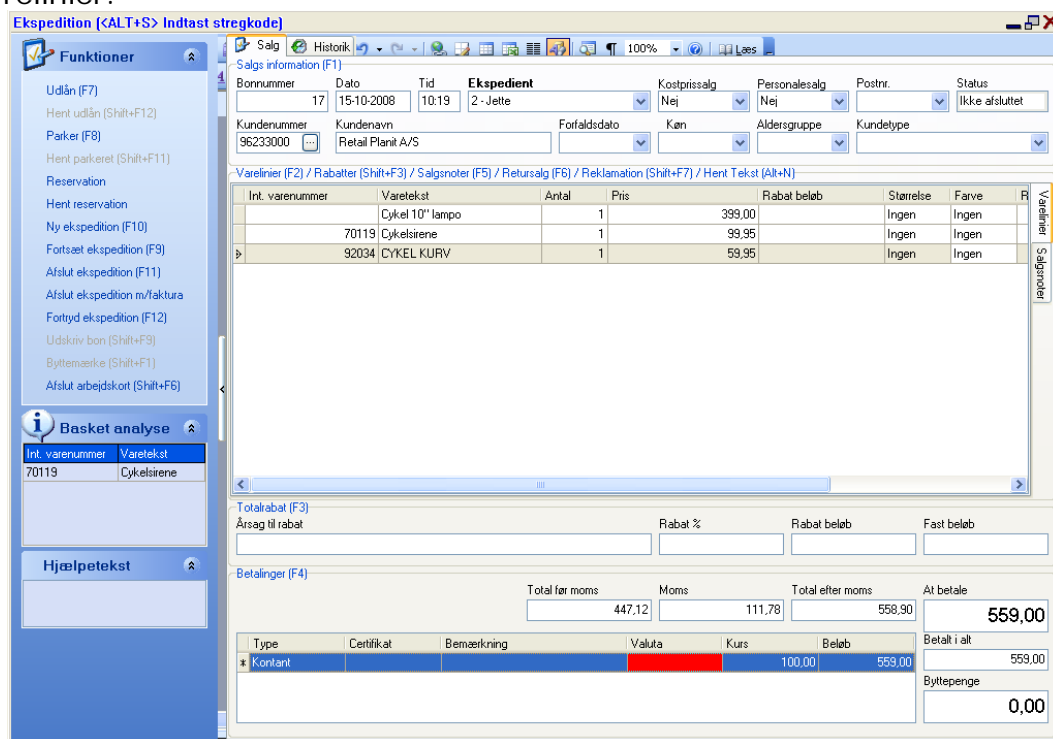 Ekspedition (<ALT+S> Indtast stregkode)
Funktioner
Udlån (F7)
Hent udlån (Shift+F12)
Parker (F8)
Hent parkeret (Shift+F11)
Reservation
Hent reservation
Ny ekspedition (F10)
Fortsæt ekspedition (F9)
Afslut ekspedition (F11)
Afslut ekspedition m/faktura
Fortryd ekspedition (F12)
Udskriv bon (Shift+F9)
Byttemærke (Shift+F1)
Afslut arbejdskort (Shift+F6)
Basket analyse
Int. varenummer Varetekst
70119 Cykelsirene
Hjælpetekst
Salg Historik 100% Læs
Salgs information (F1)
Bonnummer Dato Tid Ekspedient Kostprissalg Personalesalg Postnr. Status
17 15-10-2008 10:19 2 - Jette Nej Nej Ikke afsluttet
Kundenummer Kundenavn Forfaldsdato Køn Aldersgruppe Kundetype
96233000 ... Retail Planit A/S
Varelinier (F2) / Rabatter (Shift+F3) / Salgsnoter (F5) / Retursalg (F6) / Reklamation (Shift+F7) / Hent Tekst (Alt+N)
Int. varenummer Varetekst Antal Pris Rabat beløb Størrelse Farve R
Cykel 10" lampo 1 399,00 Ingen Ingen
70119 Cykelsirene 1 99,95 Ingen Ingen
92034 CYKEL KURV 1 59,95 Ingen Ingen
Varelinier
Salgsnoter
Totalrabat (F3)
Årsag til rabat Rabat % Rabat beløb Fast beløb
Betalinger (F4)
Total før moms Moms Total efter moms At betale
447,12 111,78 558,90 559,00
Type Certifikat Bemærkning Valuta Kurs Beløb
Kontant 100,00 559,00
Betalt i alt
559,00
Byttepenge
0,00